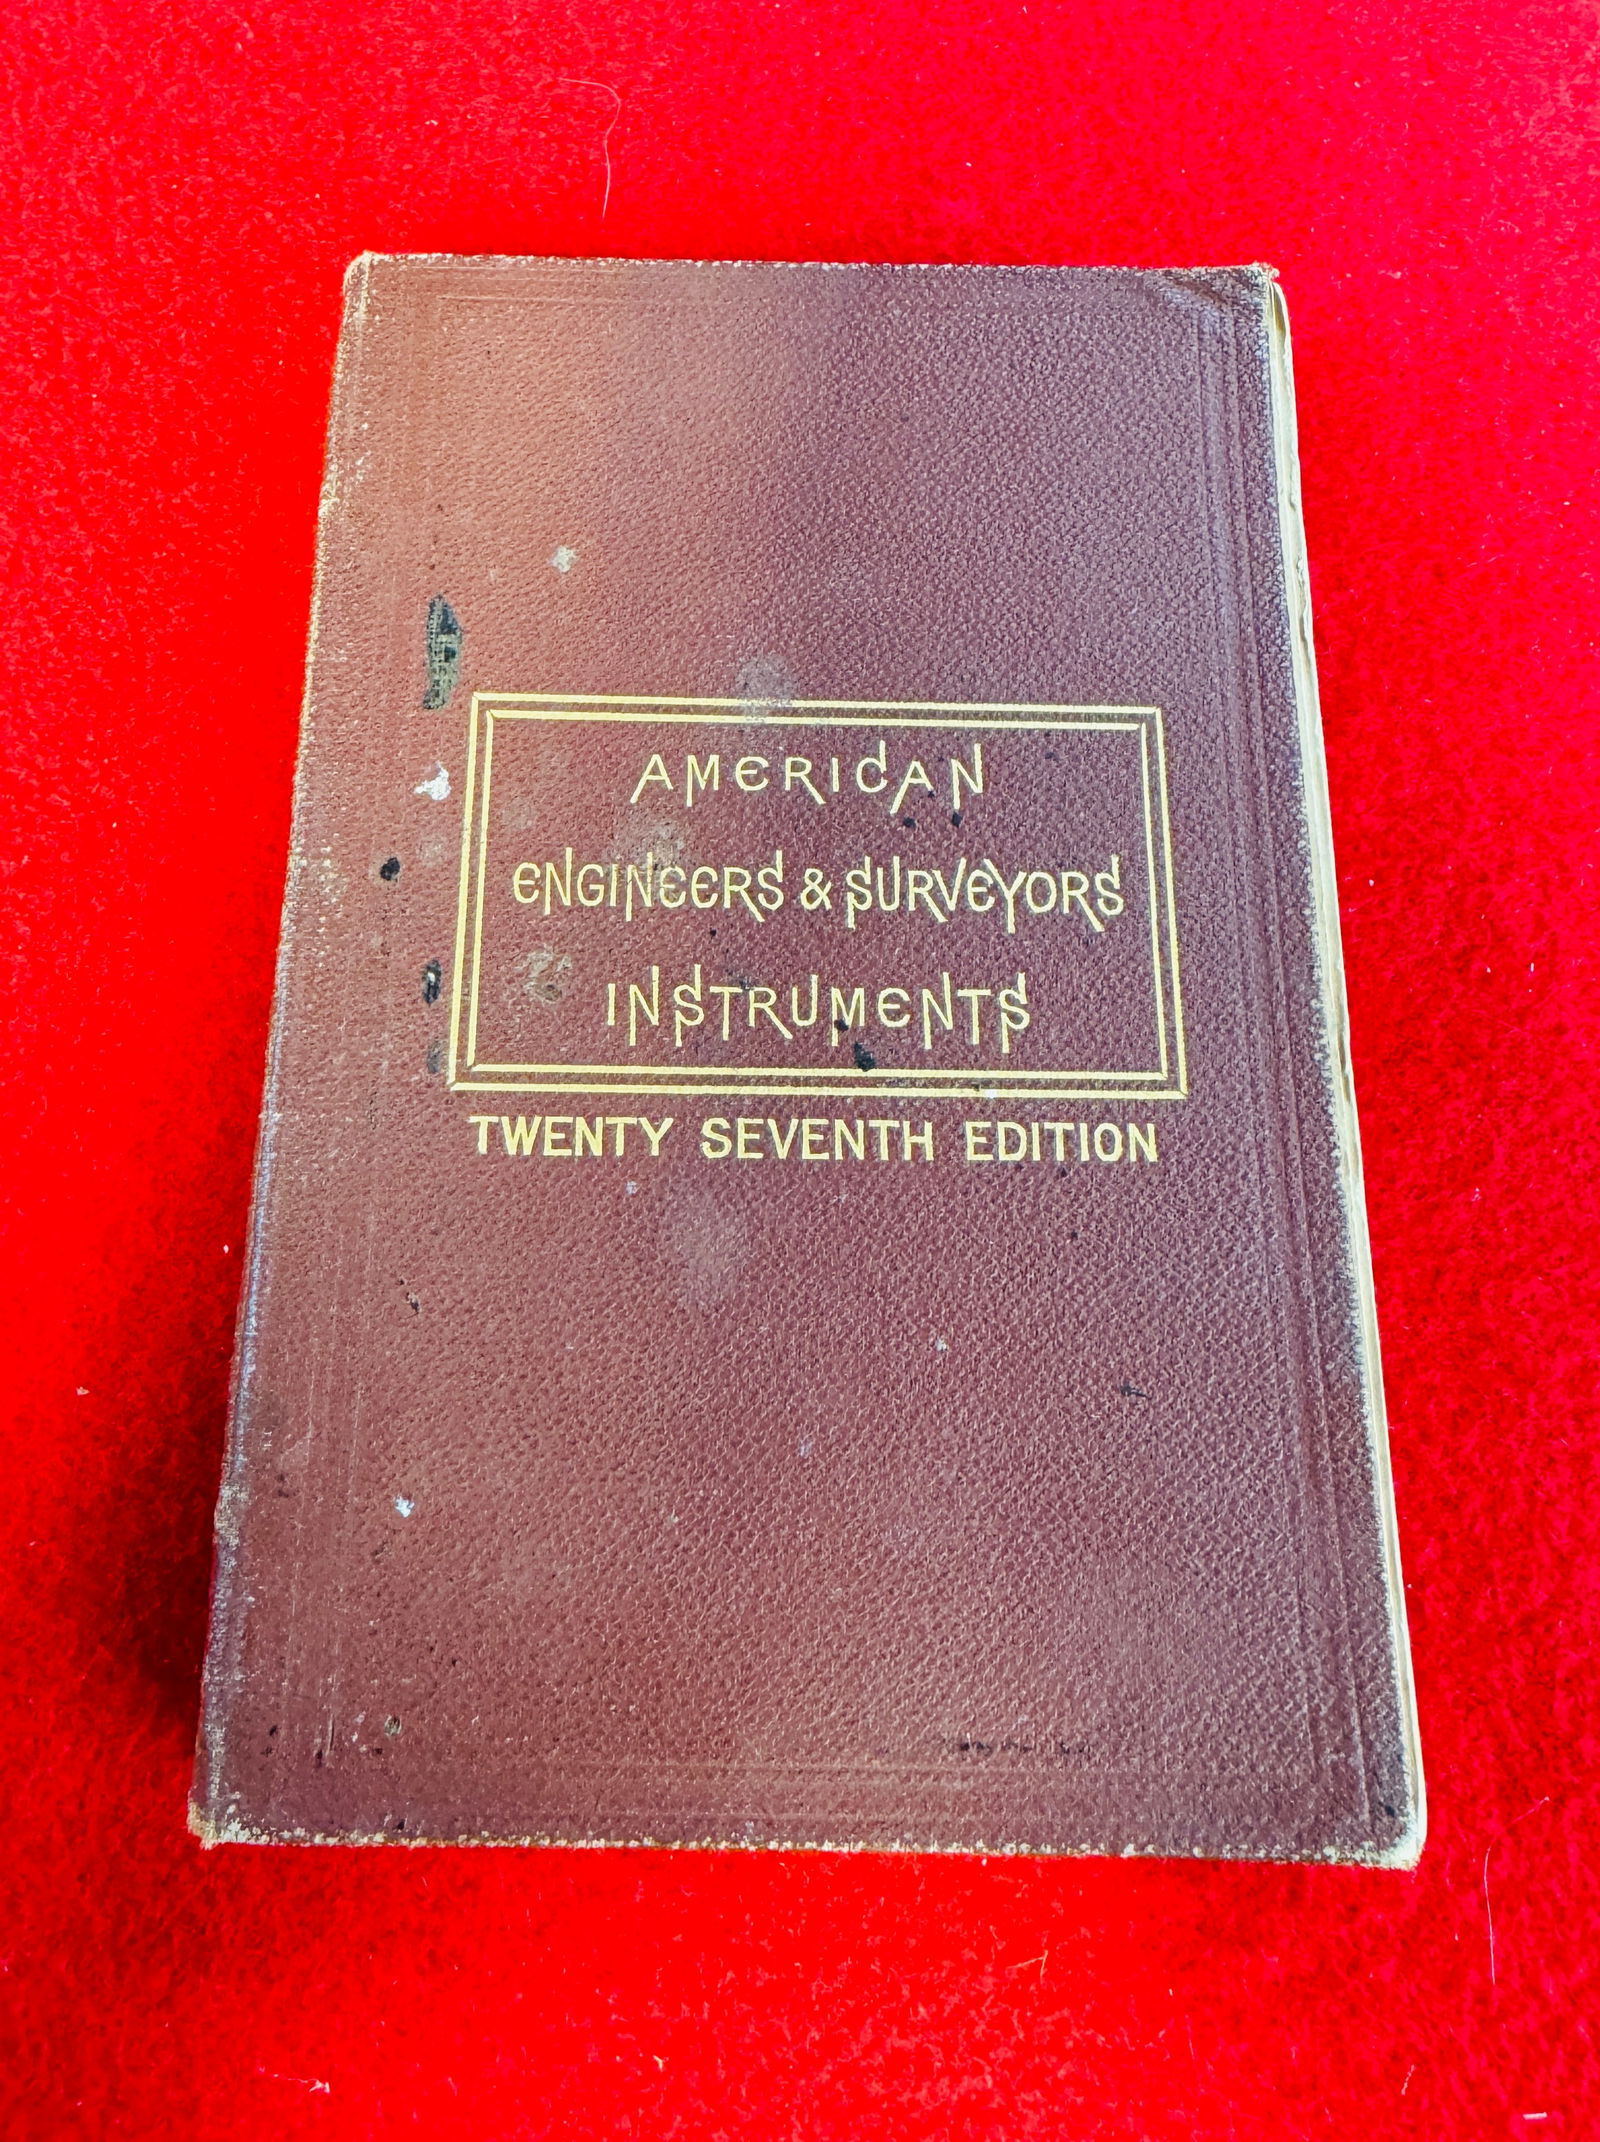 AMERICAN
ENGINEERS & SURVEYORS
INSTRUMENTS
TWENTY SEVENTH EDITION